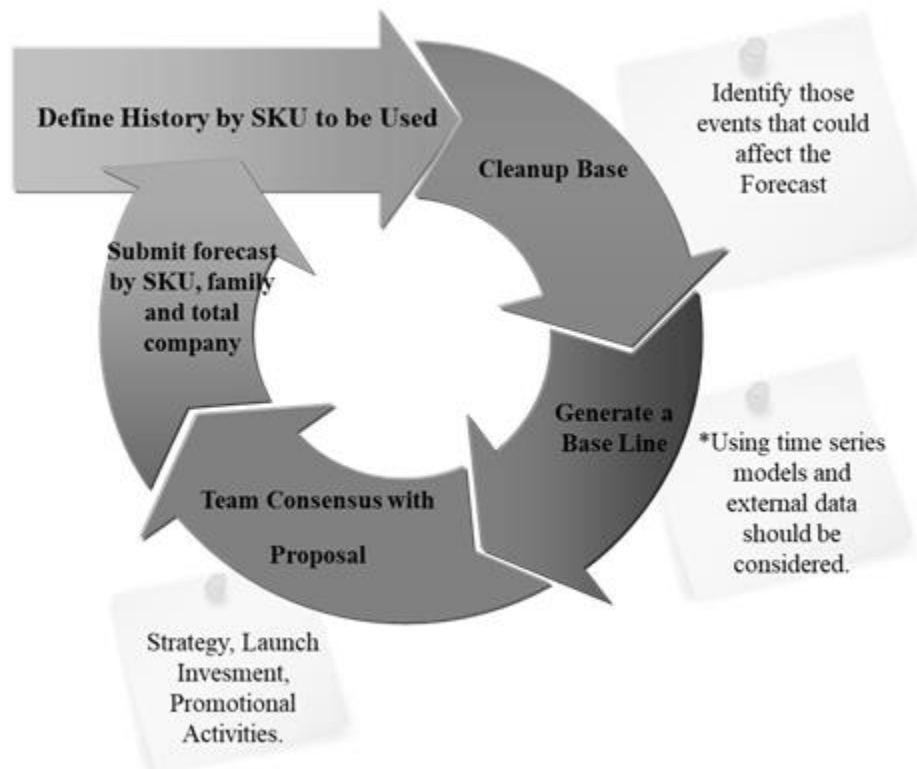 Define History by SKU to be Used
Cleanup Base
Identify those
events that could
affect the
Forecast
Generate a
Base Line
*Using time series
models and
external data
should be
considered.
Team Consensus with
Proposal
Strategy, Launch
Invesment,
Promotional
Activities.
Submit forecast
by SKU, family
and total
company